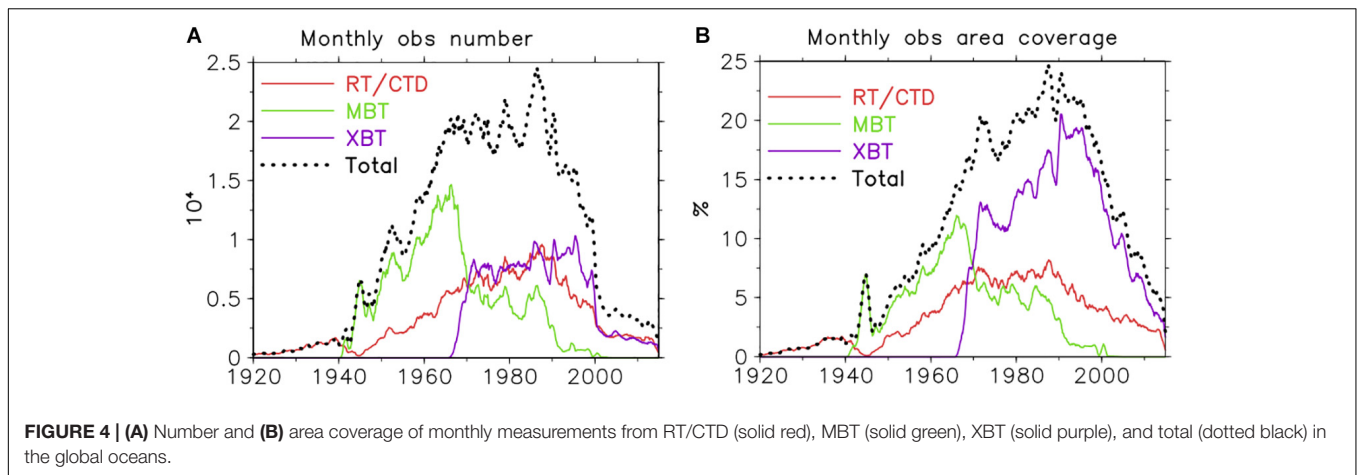 A
Monthly obs number
2.5
2
1.5
1
0.5
0
10⁴
RT/CTD
MBT
XBT
Total
1920 1940 1960 1980 2000
B
Monthly obs area coverage
25
20
15
10
5
0
%
RT/CTD
MBT
XBT
Total
1920 1940 1960 1980 2000
FIGURE 4 | (A) Number and (B) area coverage of monthly measurements from RT/CTD (solid red), MBT (solid green), XBT (solid purple), and total (dotted black) in
the global oceans.